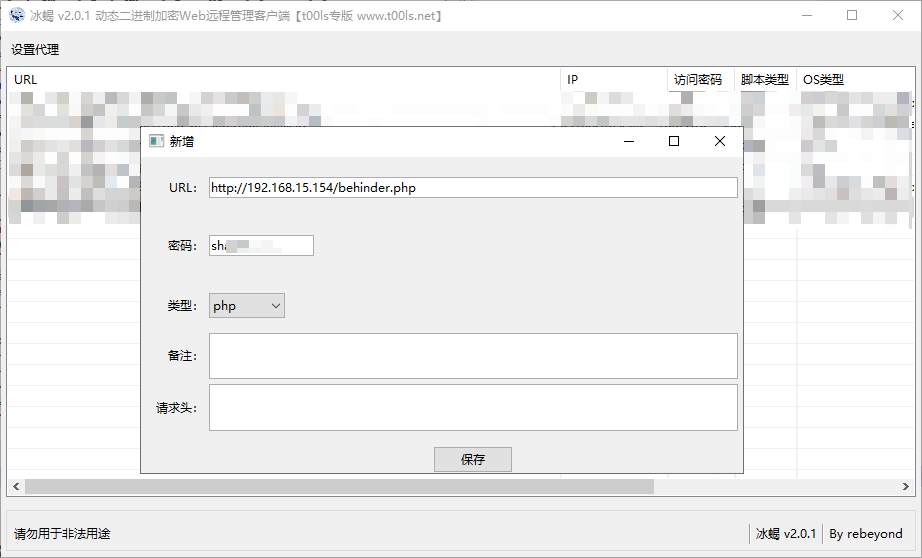 冰蝎 v2.0.1 动态二进制加密Web远程管理客户端【t00ls专版 www.t00ls.net】
设置代理
URL IP 访问密码 脚本类型 OS类型
新增
URL: http://192.168.15.154/behinder.php
密码: sha
类型: php
备注:
请求头:
保存
请勿用于非法用途 冰蝎 v2.0.1 By rebeyond